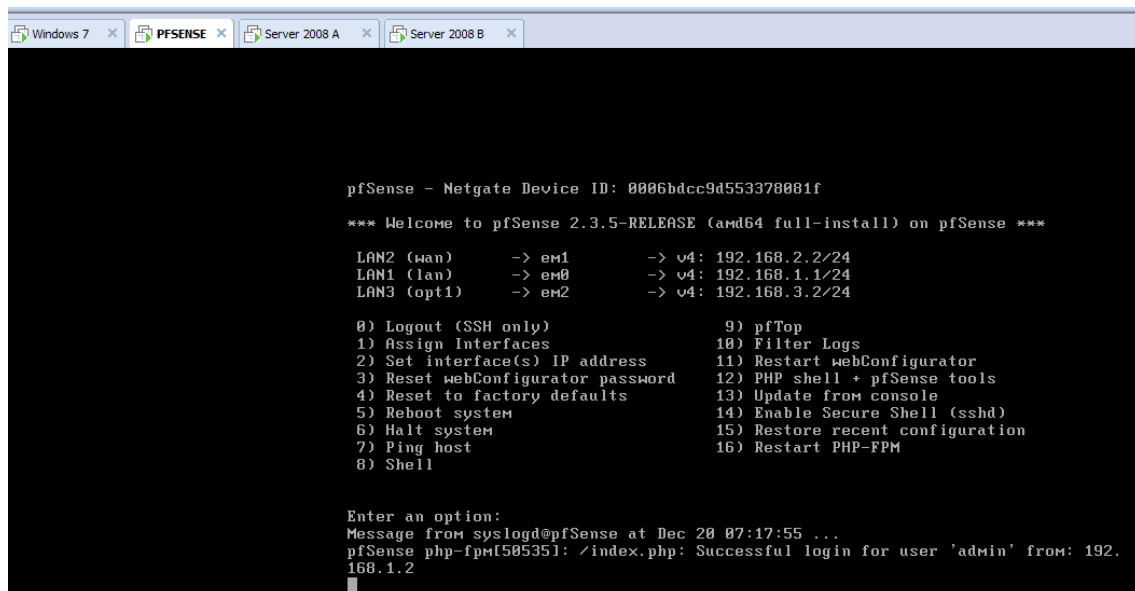 Windows 7 PFSENSE Server 2008 A Server 2008 B
pfSense - Netgate Device ID: 0006bdcc9d553378081f
*** Welcome to pfSense 2.3.5-RELEASE (amd64 full-install) on pfSense ***
LAN2 (wan) -> em1 -> v4: 192.168.2.2/24
LAN1 (lan) -> em0 -> v4: 192.168.1.1/24
LAN3 (opt1) -> em2 -> v4: 192.168.3.2/24
0) Logout (SSH only) 9) pfTop
1) Assign Interfaces 10) Filter Logs
2) Set interface(s) IP address 11) Restart webConfigurator
3) Reset webConfigurator password 12) PHP shell + pfSense tools
4) Reset to factory defaults 13) Update from console
5) Reboot system 14) Enable Secure Shell (sshd)
6) Halt system 15) Restore recent configuration
7) Ping host 16) Restart PHP-FPM
8) Shell
Enter an option:
Message from syslogd@pfSense at Dec 20 07:17:55 ...
pfSense php-fpm[50535]: /index.php: Successful login for user 'admin' from: 192.
168.1.2